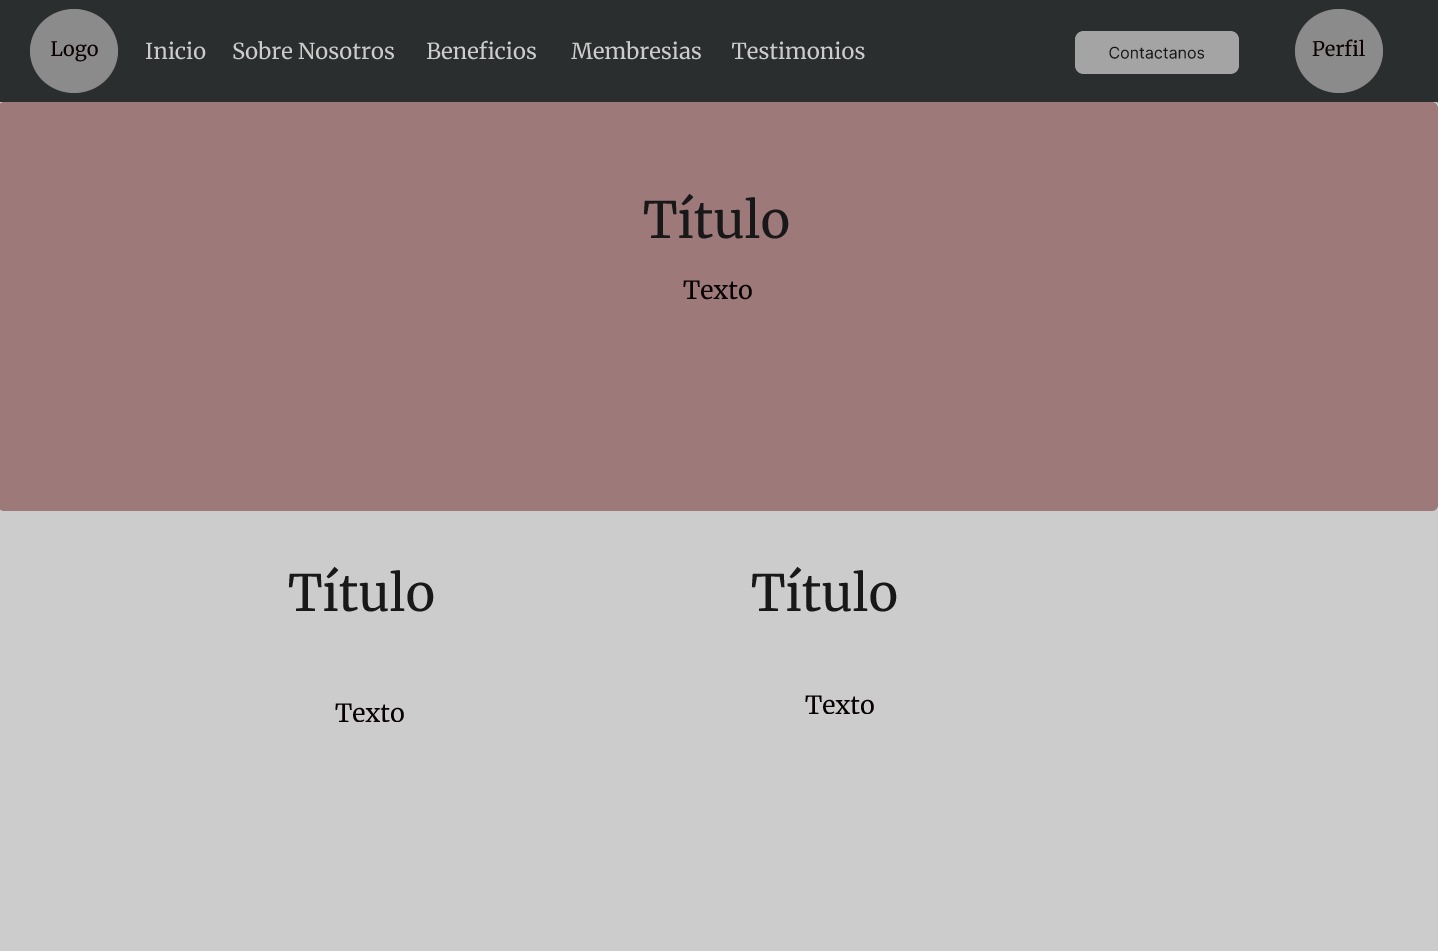 Logo Inicio Sobre Nosotros Beneficios Membresias Testimonios Contactanos Perfil
Título
Texto
Título Título
Texto Texto